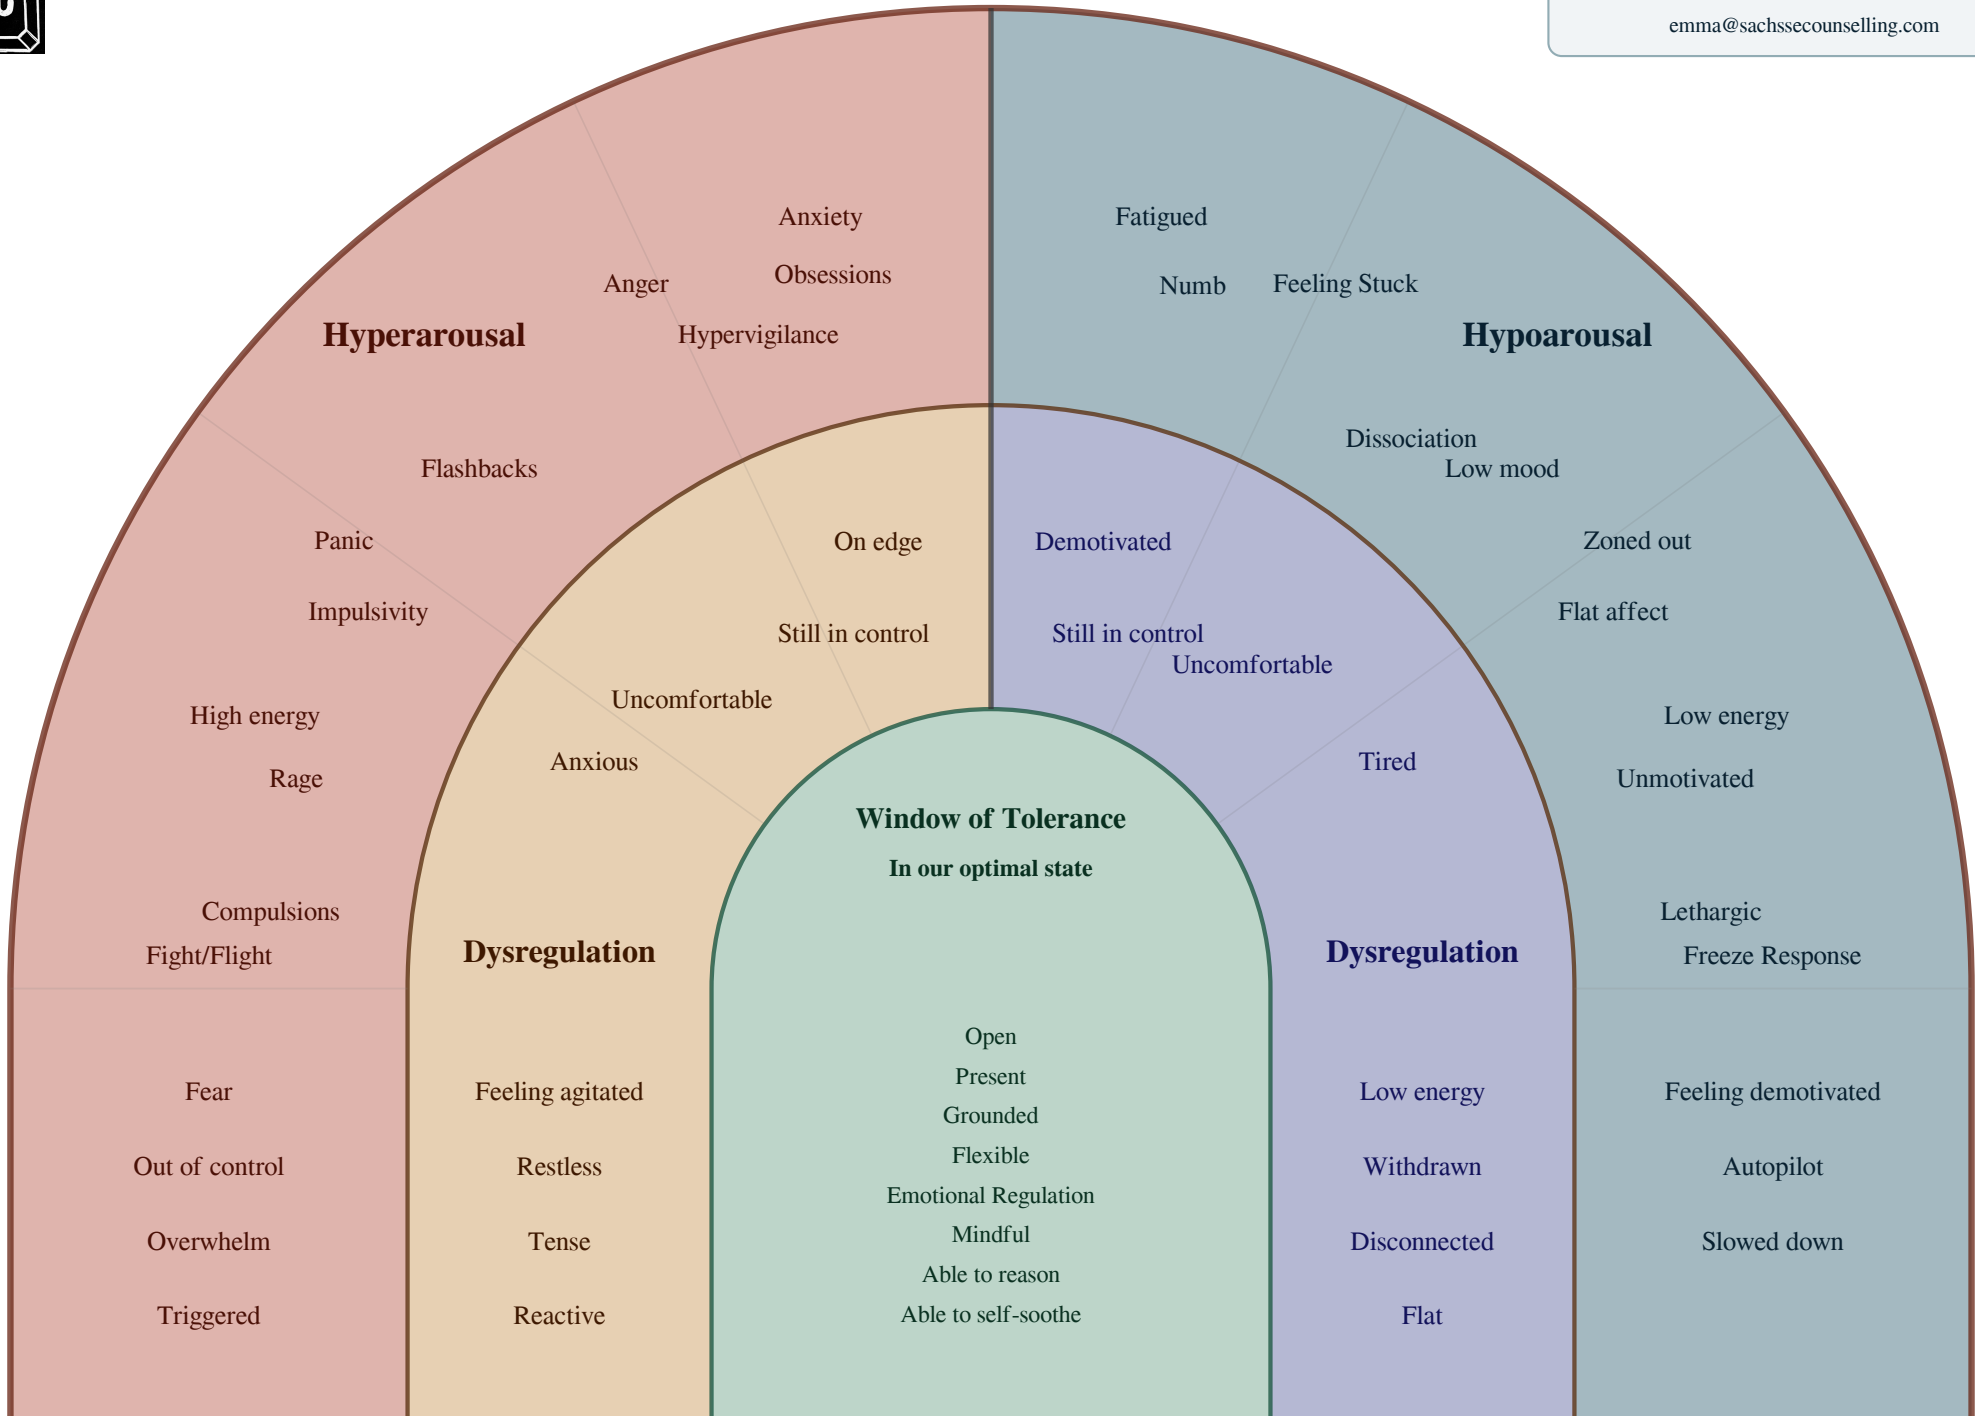 emma@sachssecounselling.com
Anxiety
Obsessions
Anger
Hypervigilance
Hyperarousal
Flashbacks
Panic
Impulsivity
High energy
Rage
Compulsions
Fight/Flight
Fear
Out of control
Overwhelm
Triggered
On edge
Still in control
Uncomfortable
Anxious
Dysregulation
Feeling agitated
Restless
Tense
Reactive
Window of Tolerance
In our optimal state
Open
Present
Grounded
Flexible
Emotional Regulation
Mindful
Able to reason
Able to self-soothe
Demotivated
Still in control
Uncomfortable
Tired
Dysregulation
Low energy
Withdrawn
Disconnected
Flat
Fatigued
Numb
Feeling Stuck
Hypoarousal
Dissociation
Low mood
Zoned out
Flat affect
Low energy
Unmotivated
Lethargic
Freeze Response
Feeling demotivated
Autopilot
Slowed down